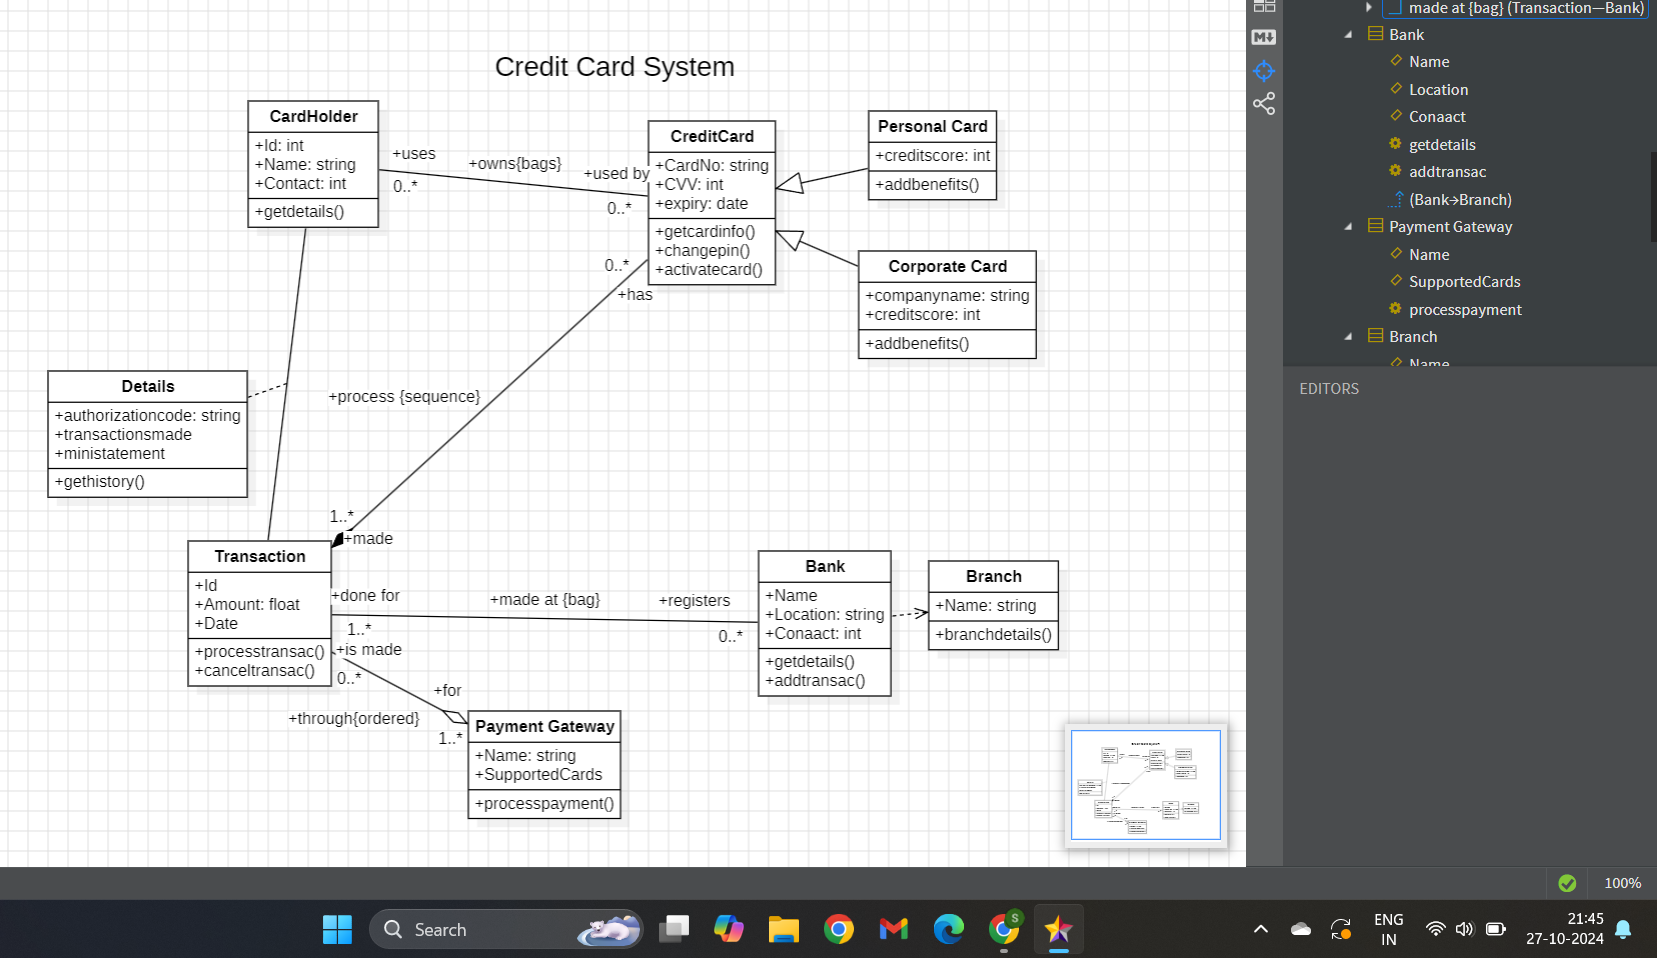 Credit Card System
CardHolder
+Id: int
+Name: string
+Contact: int
+getdetails()
+uses
0..*
+owns{bags}
+used by
0..*
CreditCard
+CardNo: string
+CVV: int
+expiry: date
+getcardinfo()
+changepin()
+activatecard()
Personal Card
+creditscore: int
+addbenefits()
Corporate Card
+companyname: string
+creditscore: int
+addbenefits()
0..*
+has
+process {sequence}
1..*
+made
Details
+authorizationcode: string
+transactionsmade
+ministatement
+gethistory()
Transaction
+Id
+Amount: float
+Date
+processtransac()
+canceltransac()
+done for
1..*
+made at {bag}
+registers
0..*
Bank
+Name
+Location: string
+Conaact: int
+getdetails()
+addtransac()
Branch
+Name: string
+branchdetails()
+is made
0..*
+for
+through{ordered}
1..*
Payment Gateway
+Name: string
+SupportedCards
+processpayment()
M
made at {bag} (Transaction—Bank)
Bank
Name
Location
Conaact
getdetails
addtransac
(Bank→Branch)
Payment Gateway
Name
SupportedCards
processpayment
Branch
Name
EDITORS
100%
Search
S
ENG
IN
21:45
27-10-2024